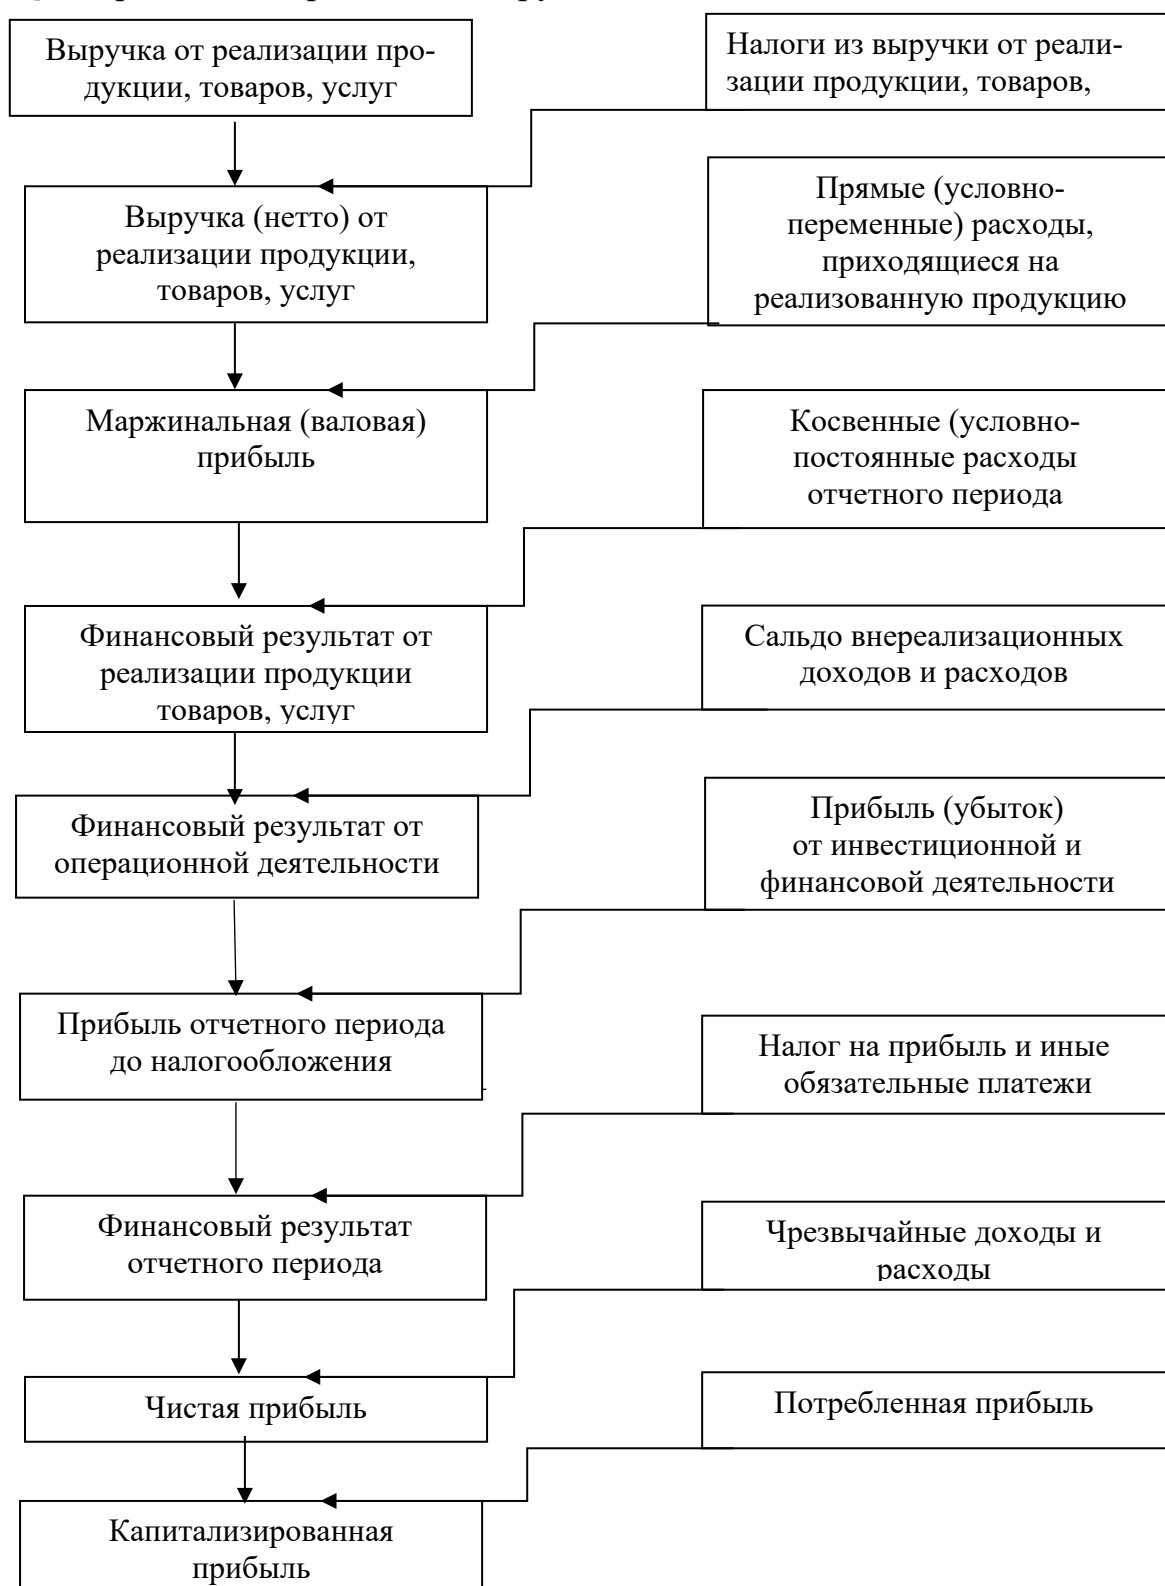 Выручка от реализации про-
дукции, товаров, услуг
Налоги из выручки от реали-
зации продукции, товаров,
Выручка (нетто) от
реализации продукции,
товаров, услуг
Прямые (условно-
переменные) расходы,
приходящиеся на
реализованную продукцию
Маржинальная (валовая)
прибыль
Косвенные (условно-
постоянные расходы
отчетного периода
Финансовый результат от
реализации продукции
товаров, услуг
Сальдо внереализационных
доходов и расходов
Финансовый результат от
операционной деятельности
Прибыль (убыток)
от инвестиционной и
финансовой деятельности
Прибыль отчетного периода
до налогообложения
Налог на прибыль и иные
обязательные платежи
Финансовый результат
отчетного периода
Чрезвычайные доходы и
расходы
Чистая прибыль
Потребленная прибыль
Капитализированная
прибыль